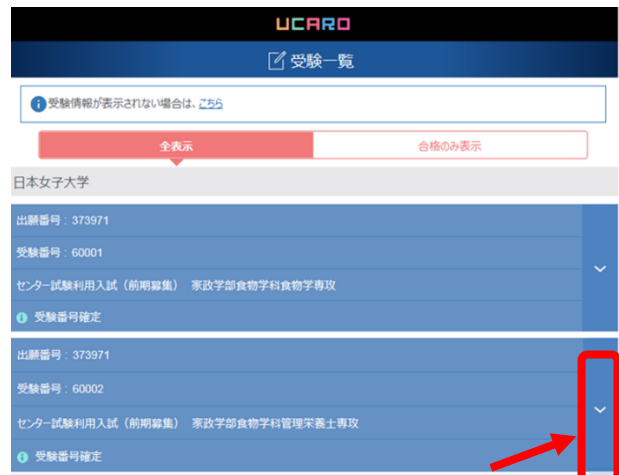 UCARO
受験一覧
受験情報が表示されない場合は、こちら
全表示
合格のみ表示
日本女子大学
出願番号：373971
受験番号：60001
センター試験利用入試（前期募集） 家政学部食物学科食物学専攻
受験番号確定
出願番号：373971
受験番号：60002
センター試験利用入試（前期募集） 家政学部食物学科管理栄養士専攻
受験番号確定